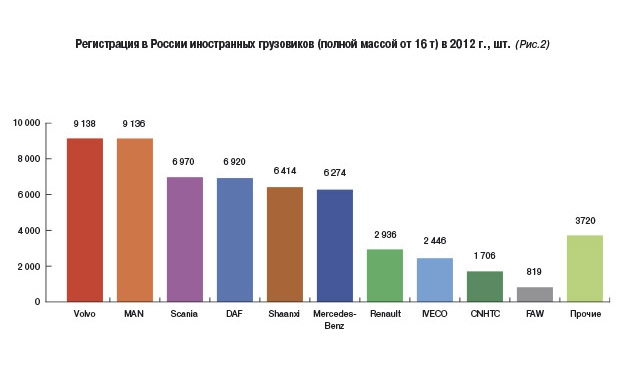 Регистрация в России иностранных грузовиков (полной массой от 16 т) в 2012 г., шт. (Рис.2)
10 000
8 000
6 000
4 000
2 000
0
9 138
9 136
6 970
6 920
6 414
6 274
2 936
2 446
1 706
819
3720
Volvo
MAN
Scania
DAF
Shaanxi
Mercedes-
Benz
Renault
IVECO
CNHTC
FAW
Прочие